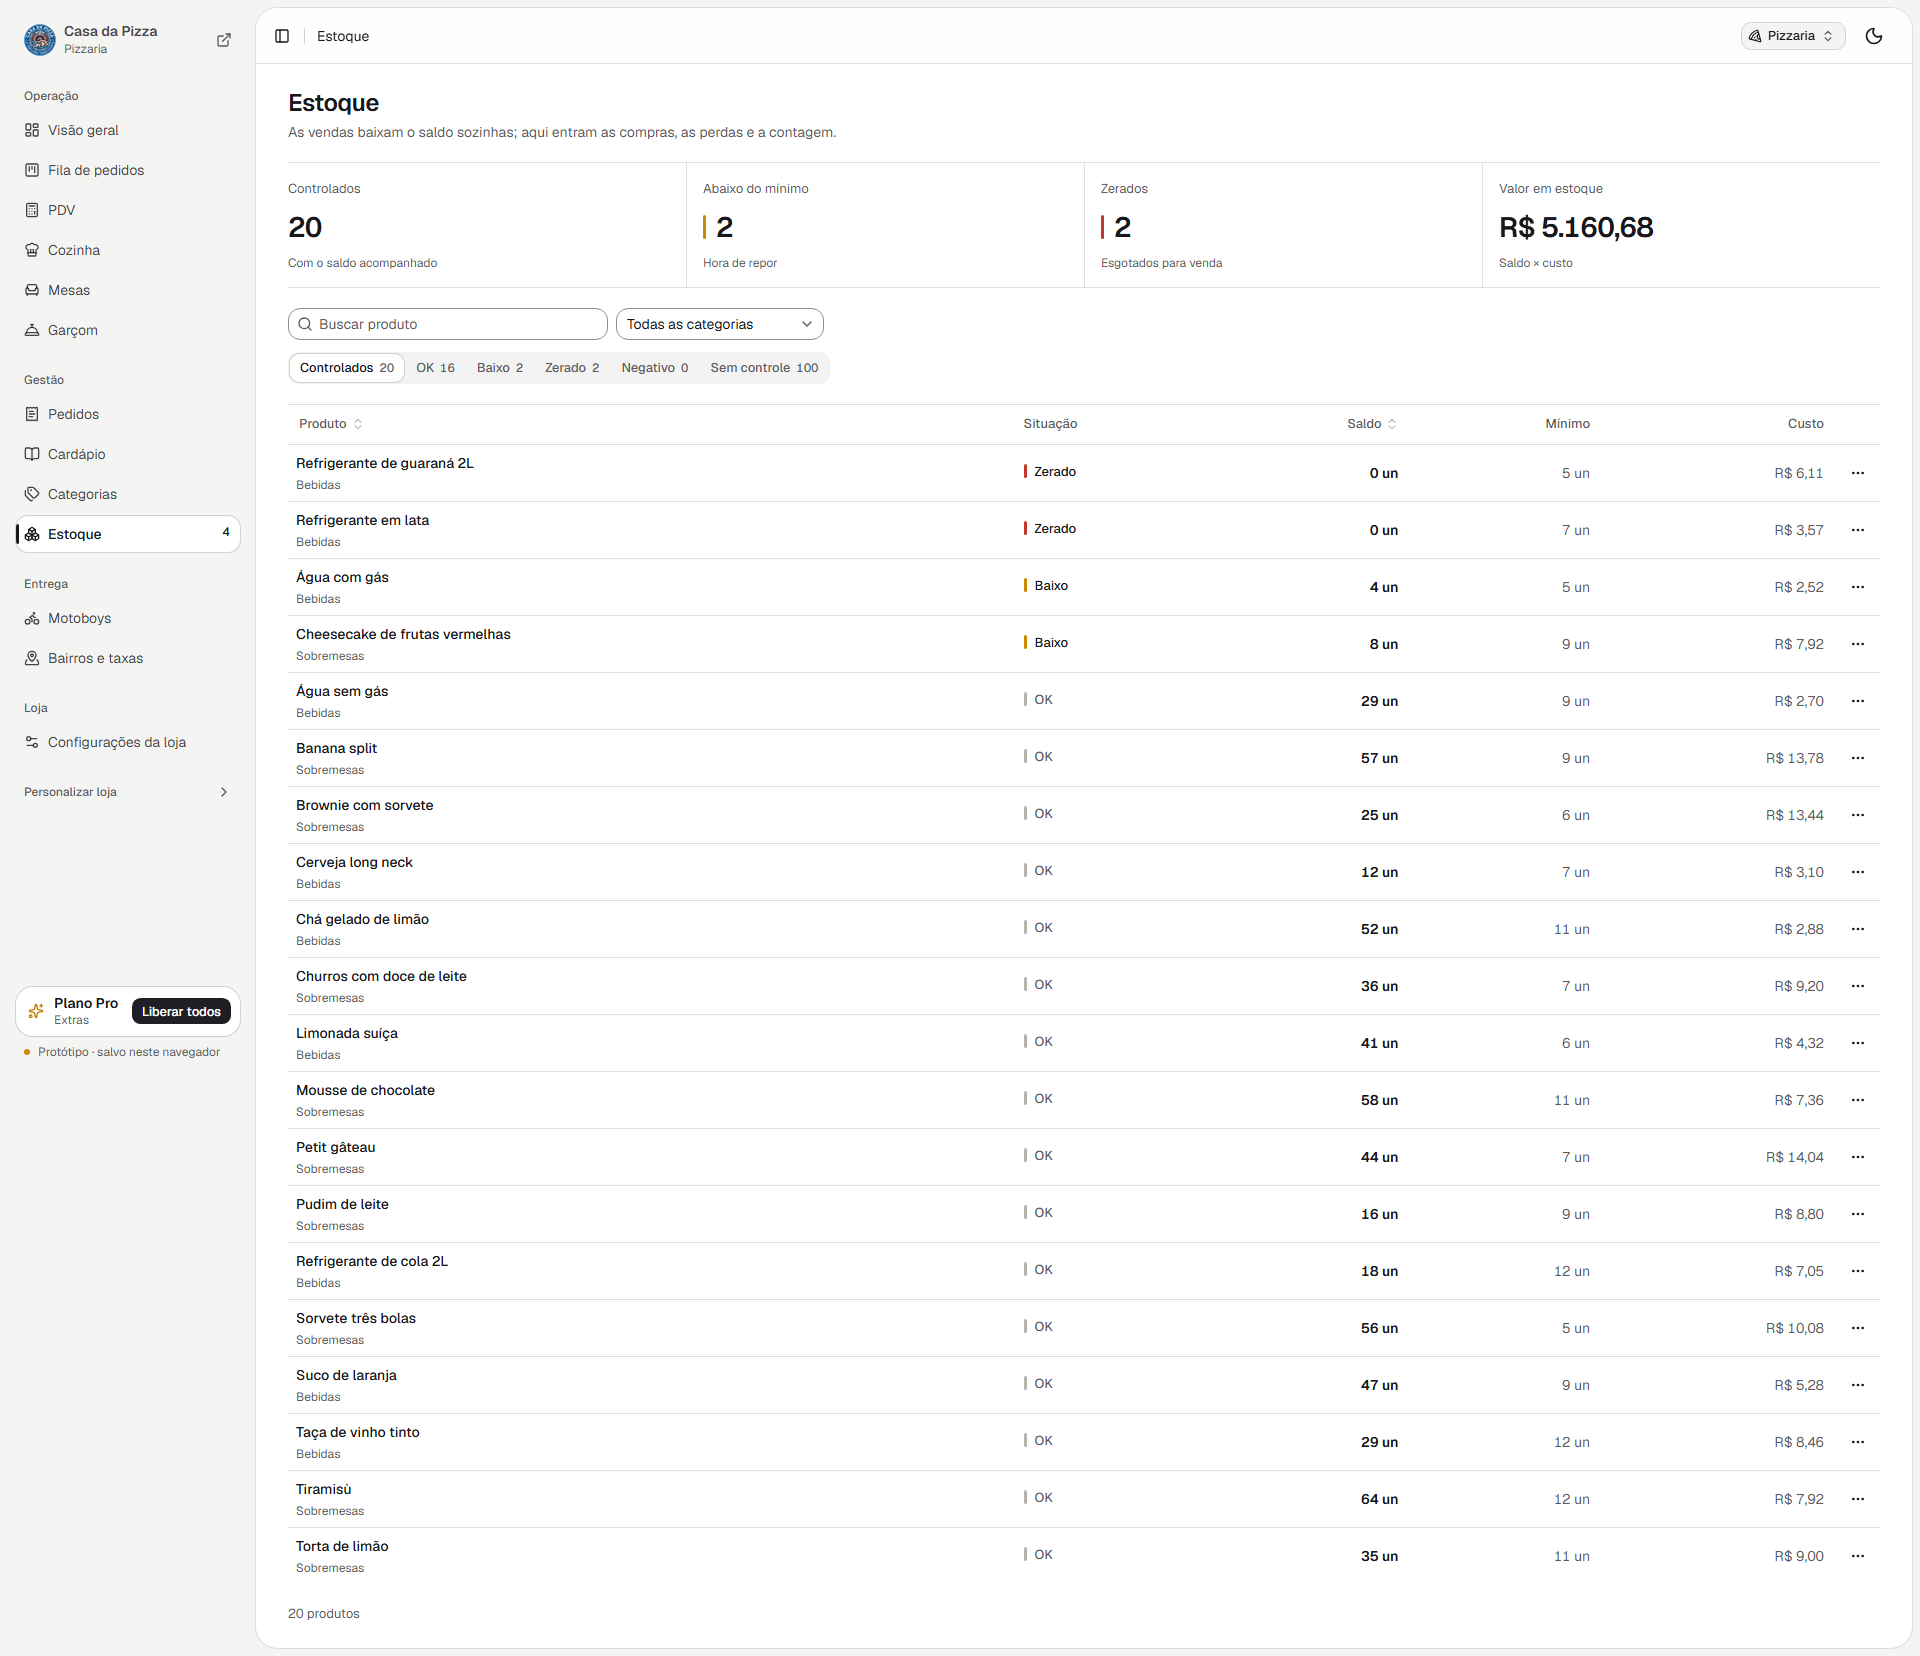 Casa da Pizza
Pizzaria
Operação
Visão geral
Fila de pedidos
PDV
Cozinha
Mesas
Garçom
Gestão
Pedidos
Cardápio
Categorias
Estoque 4
Entrega
Motoboys
Bairros e taxas
Loja
Configurações da loja
Personalizar loja
Plano Pro
Extras
Liberar todos
Protótipo · salvo neste navegador
Estoque
Pizzaria
Estoque
As vendas baixam o saldo sozinhas; aqui entram as compras, as perdas e a contagem.
Controlados
20
Com o saldo acompanhado
Abaixo do mínimo
2
Hora de repor
Zerados
2
Esgotados para venda
Valor em estoque
R$ 5.160,68
Saldo × custo
Buscar produto
Todas as categorias
Controlados 20 OK 16 Baixo 2 Zerado 2 Negativo 0 Sem controle 100
Produto Situação Saldo Mínimo Custo
Refrigerante de guaraná 2L
Bebidas
Zerado 0 un 5 un R$ 6,11
Refrigerante em lata
Bebidas
Zerado 0 un 7 un R$ 3,57
Água com gás
Bebidas
Baixo 4 un 5 un R$ 2,52
Cheesecake de frutas vermelhas
Sobremesas
Baixo 8 un 9 un R$ 7,92
Água sem gás
Bebidas
OK 29 un 9 un R$ 2,70
Banana split
Sobremesas
OK 57 un 9 un R$ 13,78
Brownie com sorvete
Sobremesas
OK 25 un 6 un R$ 13,44
Cerveja long neck
Bebidas
OK 12 un 7 un R$ 3,10
Chá gelado de limão
Bebidas
OK 52 un 11 un R$ 2,88
Churros com doce de leite
Sobremesas
OK 36 un 7 un R$ 9,20
Limonada suíça
Bebidas
OK 41 un 6 un R$ 4,32
Mousse de chocolate
Sobremesas
OK 58 un 11 un R$ 7,36
Petit gâteau
Sobremesas
OK 44 un 7 un R$ 14,04
Pudim de leite
Sobremesas
OK 16 un 9 un R$ 8,80
Refrigerante de cola 2L
Bebidas
OK 18 un 12 un R$ 7,05
Sorvete três bolas
Sobremesas
OK 56 un 5 un R$ 10,08
Suco de laranja
Bebidas
OK 47 un 9 un R$ 5,28
Taça de vinho tinto
Bebidas
OK 29 un 12 un R$ 8,46
Tiramisù
Sobremesas
OK 64 un 12 un R$ 7,92
Torta de limão
Sobremesas
OK 35 un 11 un R$ 9,00
20 produtos